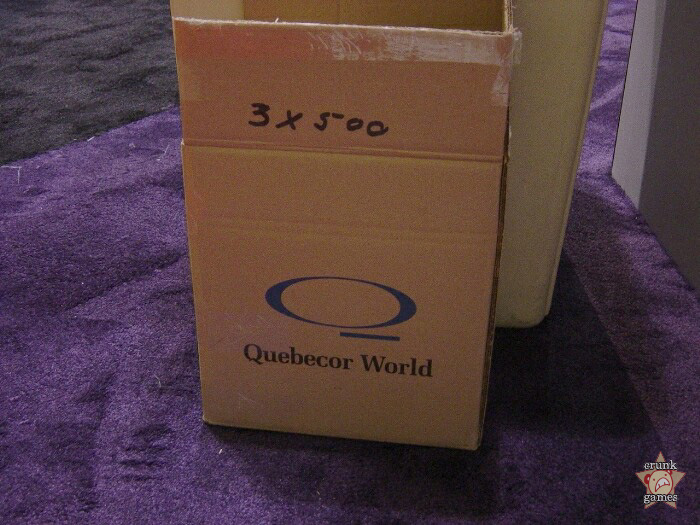 3 x 500
Quebecor World
crunk
games